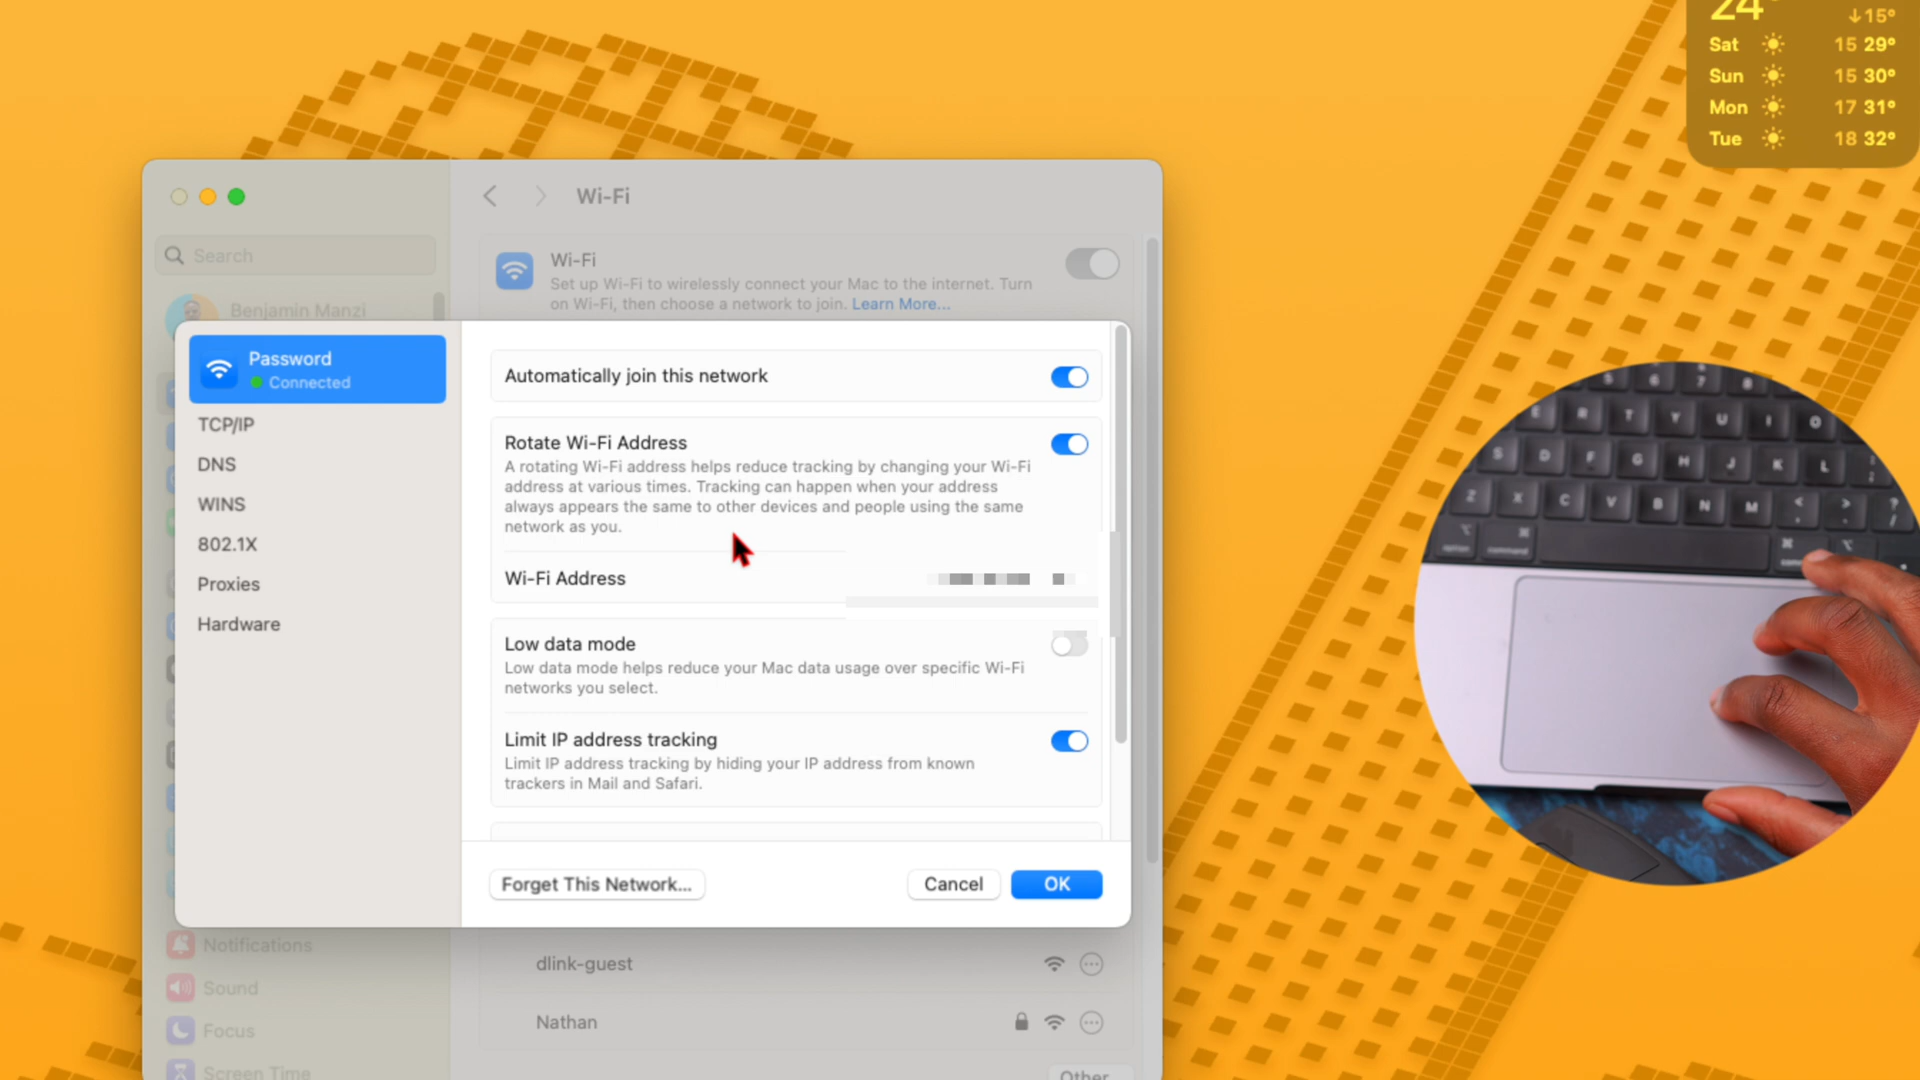 24°
↓15°
Sat 15 29°
Sun 15 30°
Mon 17 31°
Tue 18 32°
Wi-Fi
Search
Wi-Fi
Set up Wi-Fi to wirelessly connect your Mac to the internet. Turn
on Wi-Fi, then choose a network to join. Learn More...
Benjamin Manzi
Password
Connected
TCP/IP
DNS
WINS
802.1X
Proxies
Hardware
Automatically join this network
Rotate Wi-Fi Address
A rotating Wi-Fi address helps reduce tracking by changing your Wi-Fi
address at various times. Tracking can happen when your address
always appears the same to other devices and people using the same
network as you.
Wi-Fi Address
Low data mode
Low data mode helps reduce your Mac data usage over specific Wi-Fi
networks you select.
Limit IP address tracking
Limit IP address tracking by hiding your IP address from known
trackers in Mail and Safari.
Forget This Network...
Cancel
OK
Notifications
Sound
Focus
Screen Time
dlink-guest
Nathan
Other
6 7 8
E R T Y U I O
S D F G H J K L
Z X C V B N M < > ?
option command